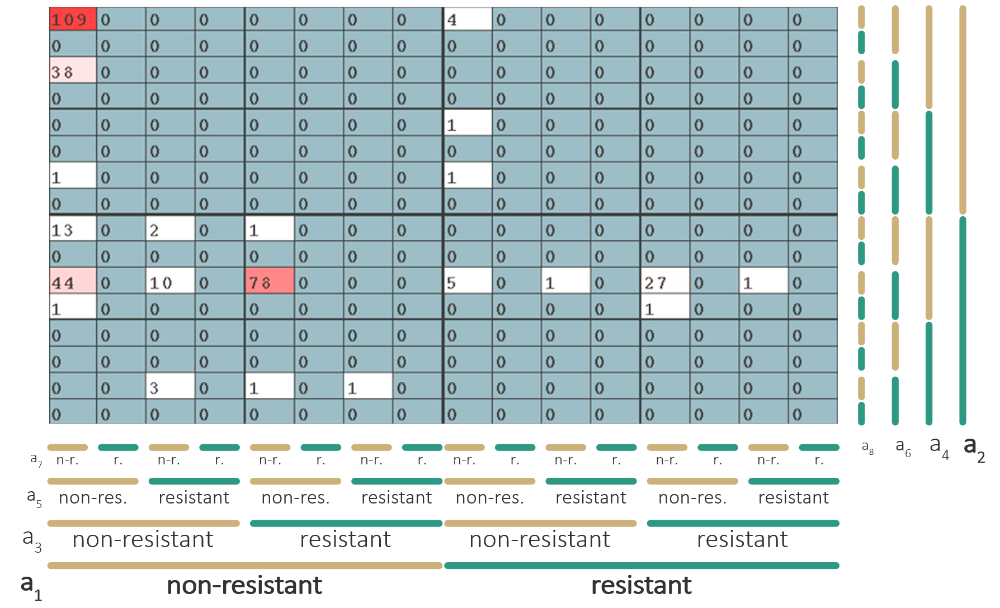 109 0 0 0 0 0 0 0 4 0 0 0 0 0 0 0
0 0 0 0 0 0 0 0 0 0 0 0 0 0 0 0
38 0 0 0 0 0 0 0 0 0 0 0 0 0 0 0
0 0 0 0 0 0 0 0 0 0 0 0 0 0 0 0
0 0 0 0 0 0 0 0 1 0 0 0 0 0 0 0
0 0 0 0 0 0 0 0 0 0 0 0 0 0 0 0
1 0 0 0 0 0 0 0 1 0 0 0 0 0 0 0
0 0 0 0 0 0 0 0 0 0 0 0 0 0 0 0
13 0 2 0 1 0 0 0 0 0 0 0 0 0 0 0
0 0 0 0 0 0 0 0 0 0 0 0 0 0 0 0
44 0 10 0 78 0 0 0 5 0 1 0 27 0 1 0
1 0 0 0 0 0 0 0 0 0 0 0 1 0 0 0
0 0 0 0 0 0 0 0 0 0 0 0 0 0 0 0
0 0 0 0 0 0 0 0 0 0 0 0 0 0 0 0
0 0 3 0 1 0 1 0 0 0 0 0 0 0 0 0
0 0 0 0 0 0 0 0 0 0 0 0 0 0 0 0
a8 a6 a4 a2
a7 n-r. r. n-r. r. n-r. r. n-r. r. n-r. r. n-r. r. n-r. r. n-r. r.
a5 non-res. resistant non-res. resistant non-res. resistant non-res. resistant
a3 non-resistant resistant non-resistant resistant
a1 non-resistant resistant